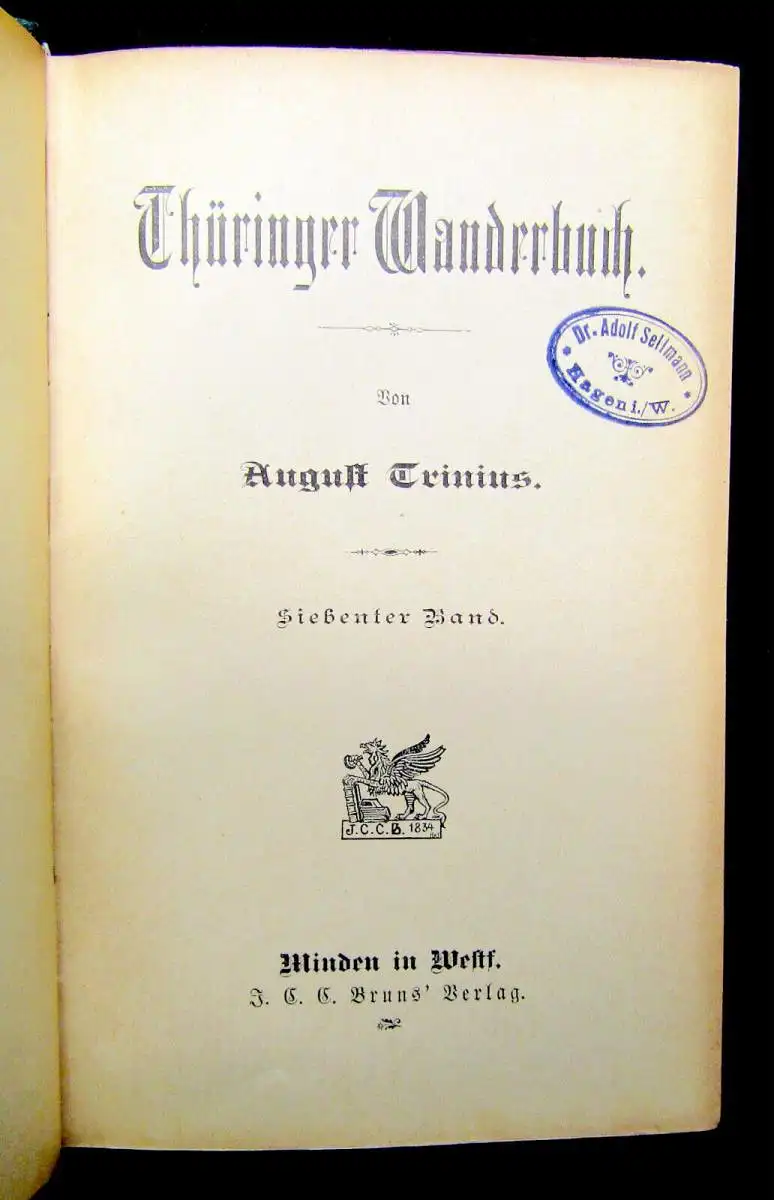 Thüringer Wanderbuch.
Dr. Adolf Sellmann
Hagen i./W.
Von
August Trinius.
Siebenter Band.
J.C.C.B. 1834
Minden in Westf.
J. C. C. Bruns' Verlag.